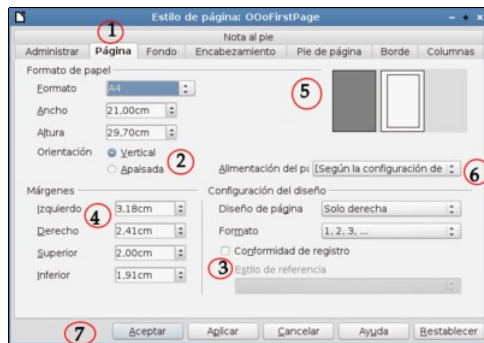 Estilo de página: OOoFirstPage
1
Nota al pie
Administrar Página Fondo Encabezamiento Pie de página Borde Columnas
Formato de papel
Formato A4
5
Ancho 21,00cm
Altura 29,70cm
Orientación Vertical
2
Apaisada
Alimentación del pa [Según la configuración de
6
Márgenes
Configuración del diseño
Izquierdo 3,18cm
4
Derecho 2,41cm
Superior 2,00cm
Inferior 1,91cm
Diseño de página Solo derecha
Formato 1, 2, 3, ...
Conformidad de registro
3
Estilo de referencia
7
Aceptar Aplicar Cancelar Ayuda Restablecer